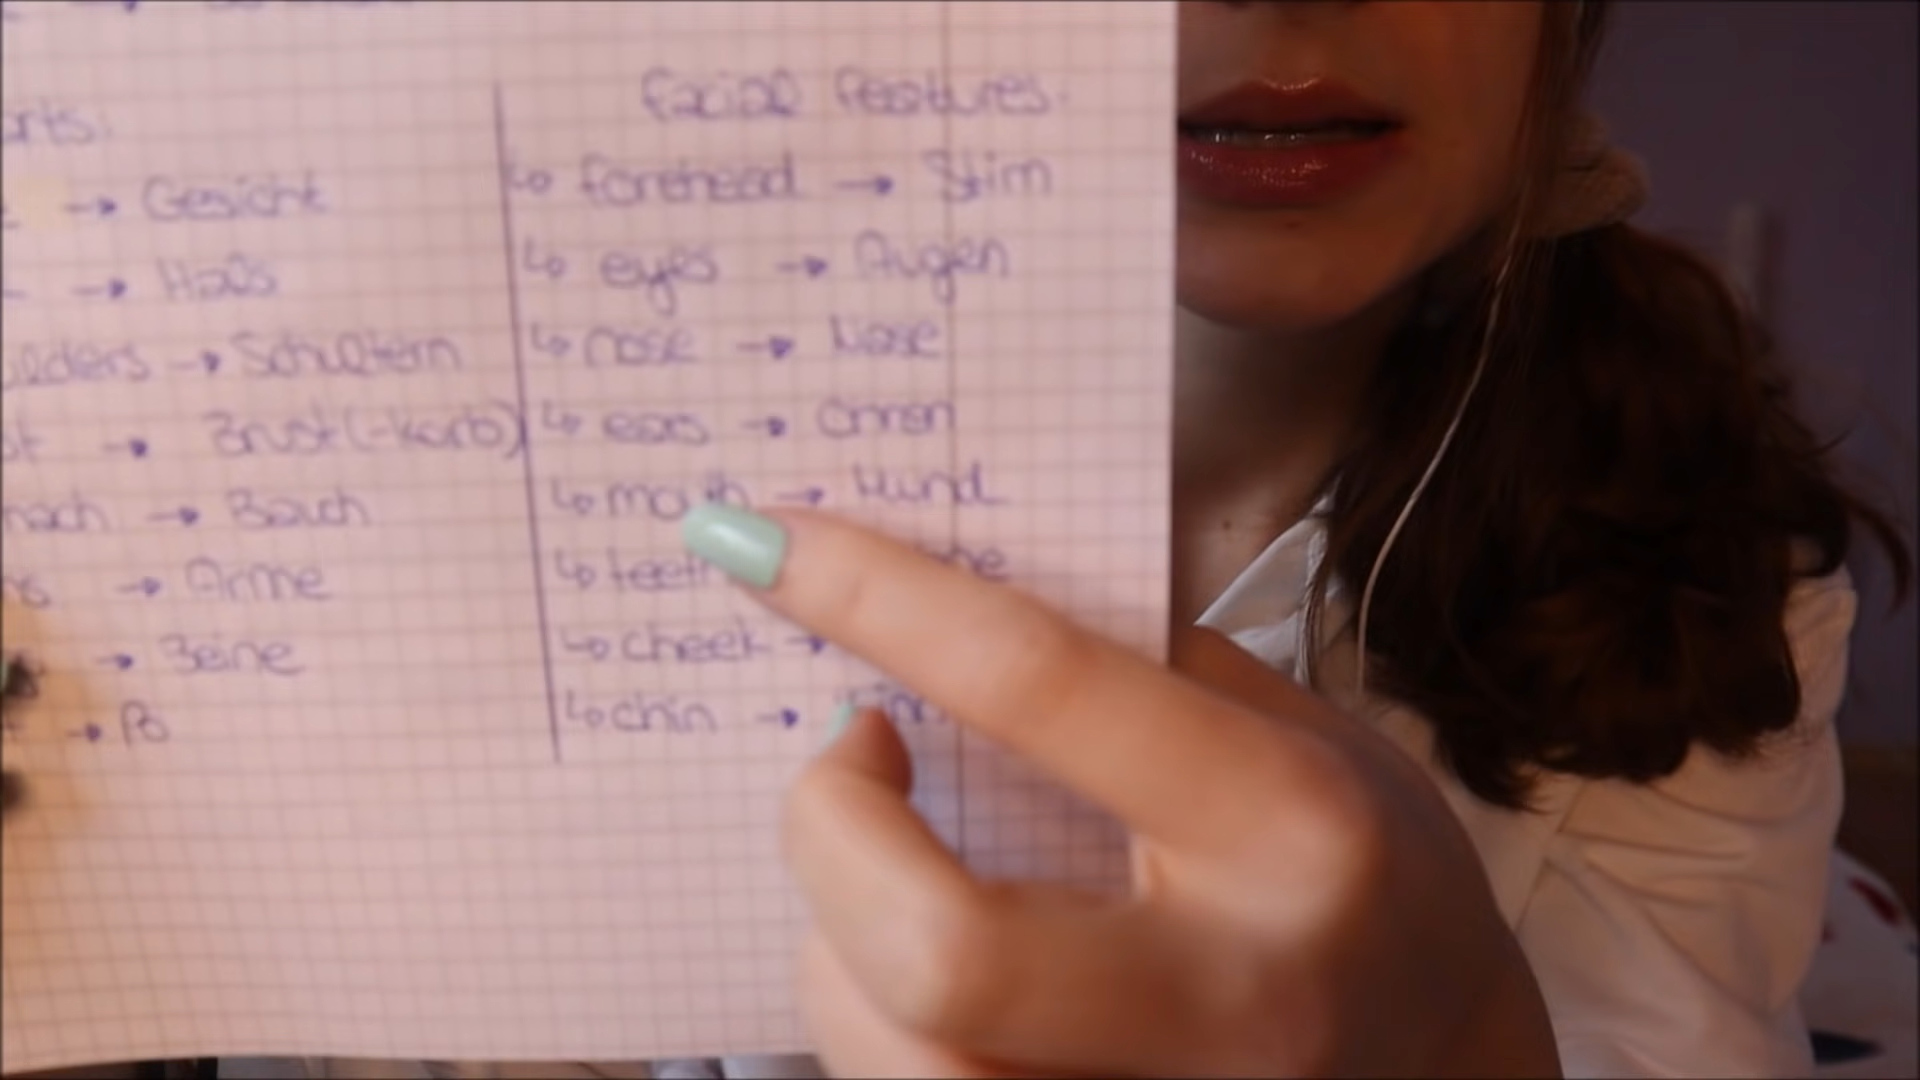 → Gesicht
→ Hals
→ Schultern
→ Brust(-korb)
→ Bauch
→ Arme
→ Beine
→ Po
facial features:
↳ forehead → Stirn
↳ eyes → Augen
↳ nose → Nase
↳ ears → Ohren
↳ mouth → Mund
↳ teeth
↳ cheek →
↳ chin →